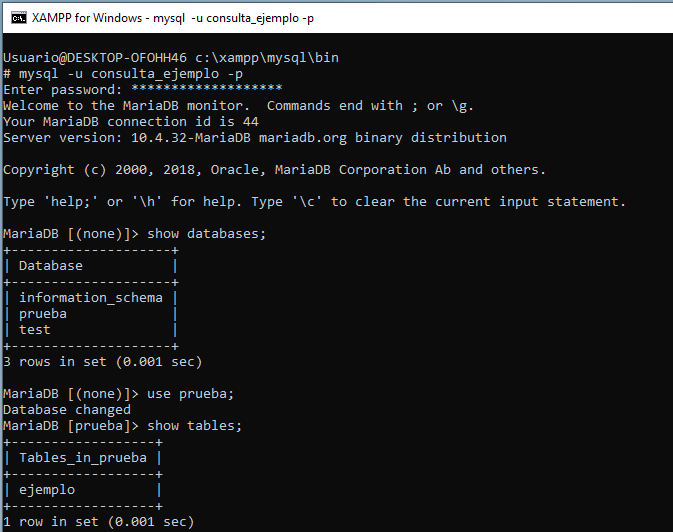 XAMPP for Windows - mysql  -u consulta_ejemplo -p
Usuario@DESKTOP-OFOHH46 c:\xampp\mysql\bin
# mysql -u consulta_ejemplo -p
Enter password: *******************
Welcome to the MariaDB monitor.  Commands end with ; or \g.
Your MariaDB connection id is 44
Server version: 10.4.32-MariaDB mariadb.org binary distribution
Copyright (c) 2000, 2018, Oracle, MariaDB Corporation Ab and others.
Type 'help;' or '\h' for help. Type '\c' to clear the current input statement.
MariaDB [(none)]> show databases;
+--------------------+
| Database           |
+--------------------+
| information_schema |
| prueba             |
| test               |
+--------------------+
3 rows in set (0.001 sec)
MariaDB [(none)]> use prueba;
Database changed
MariaDB [prueba]> show tables;
+------------------+
| Tables_in_prueba |
+------------------+
| ejemplo          |
+------------------+
1 row in set (0.001 sec)